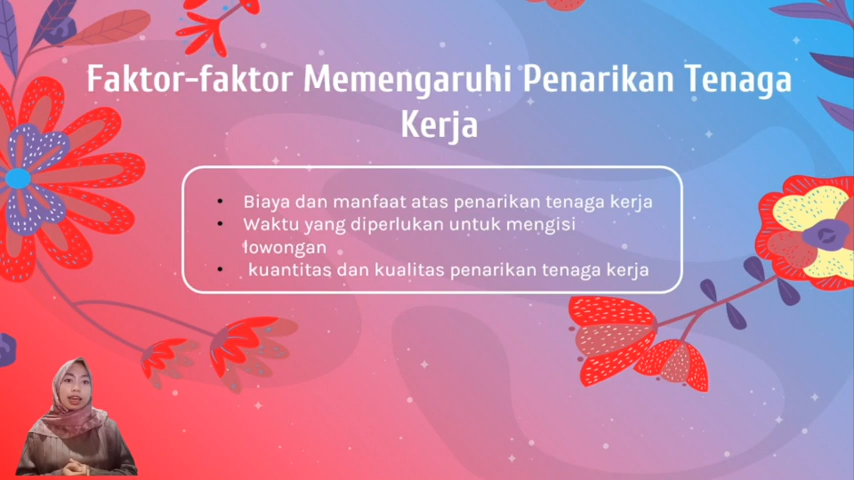 Faktor-faktor Memengaruhi Penarikan Tenaga
Kerja
• Biaya dan manfaat atas penarikan tenaga kerja
• Waktu yang diperlukan untuk mengisi
lowongan
• kuantitas dan kualitas penarikan tenaga kerja